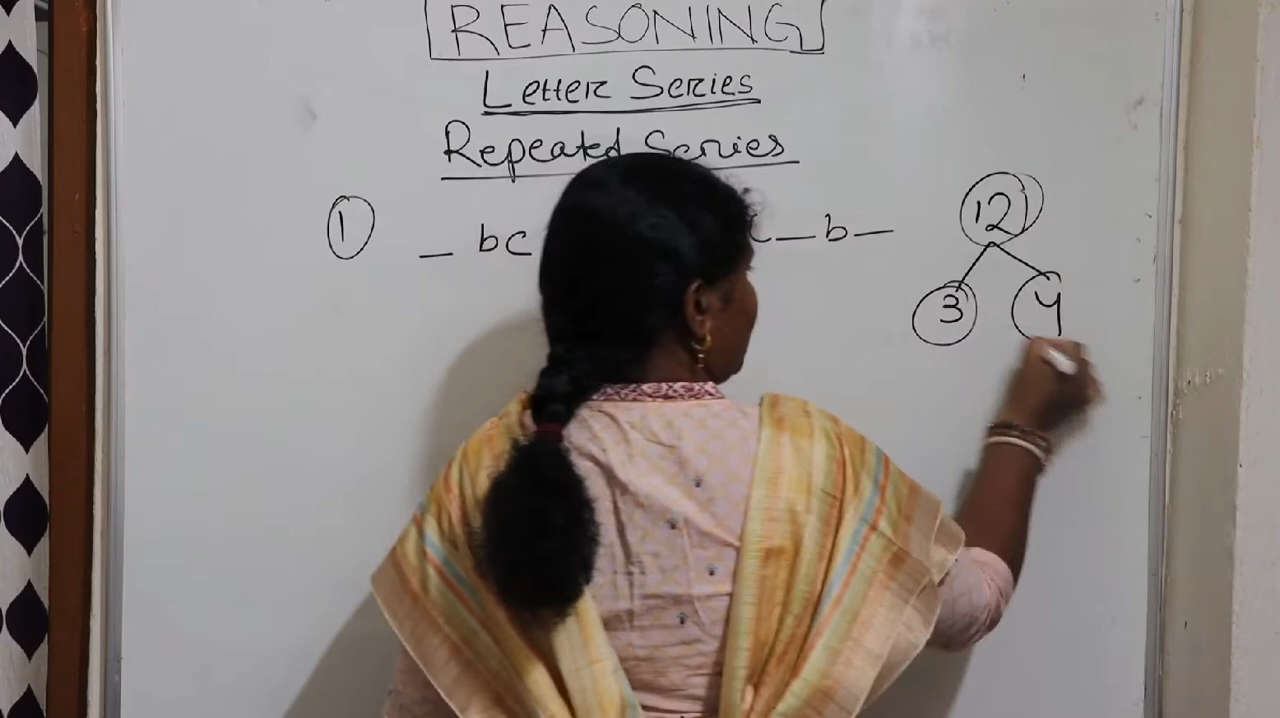 REASONING
Letter Series
Repeated Series
1 _ bc _ b _
12
3 4